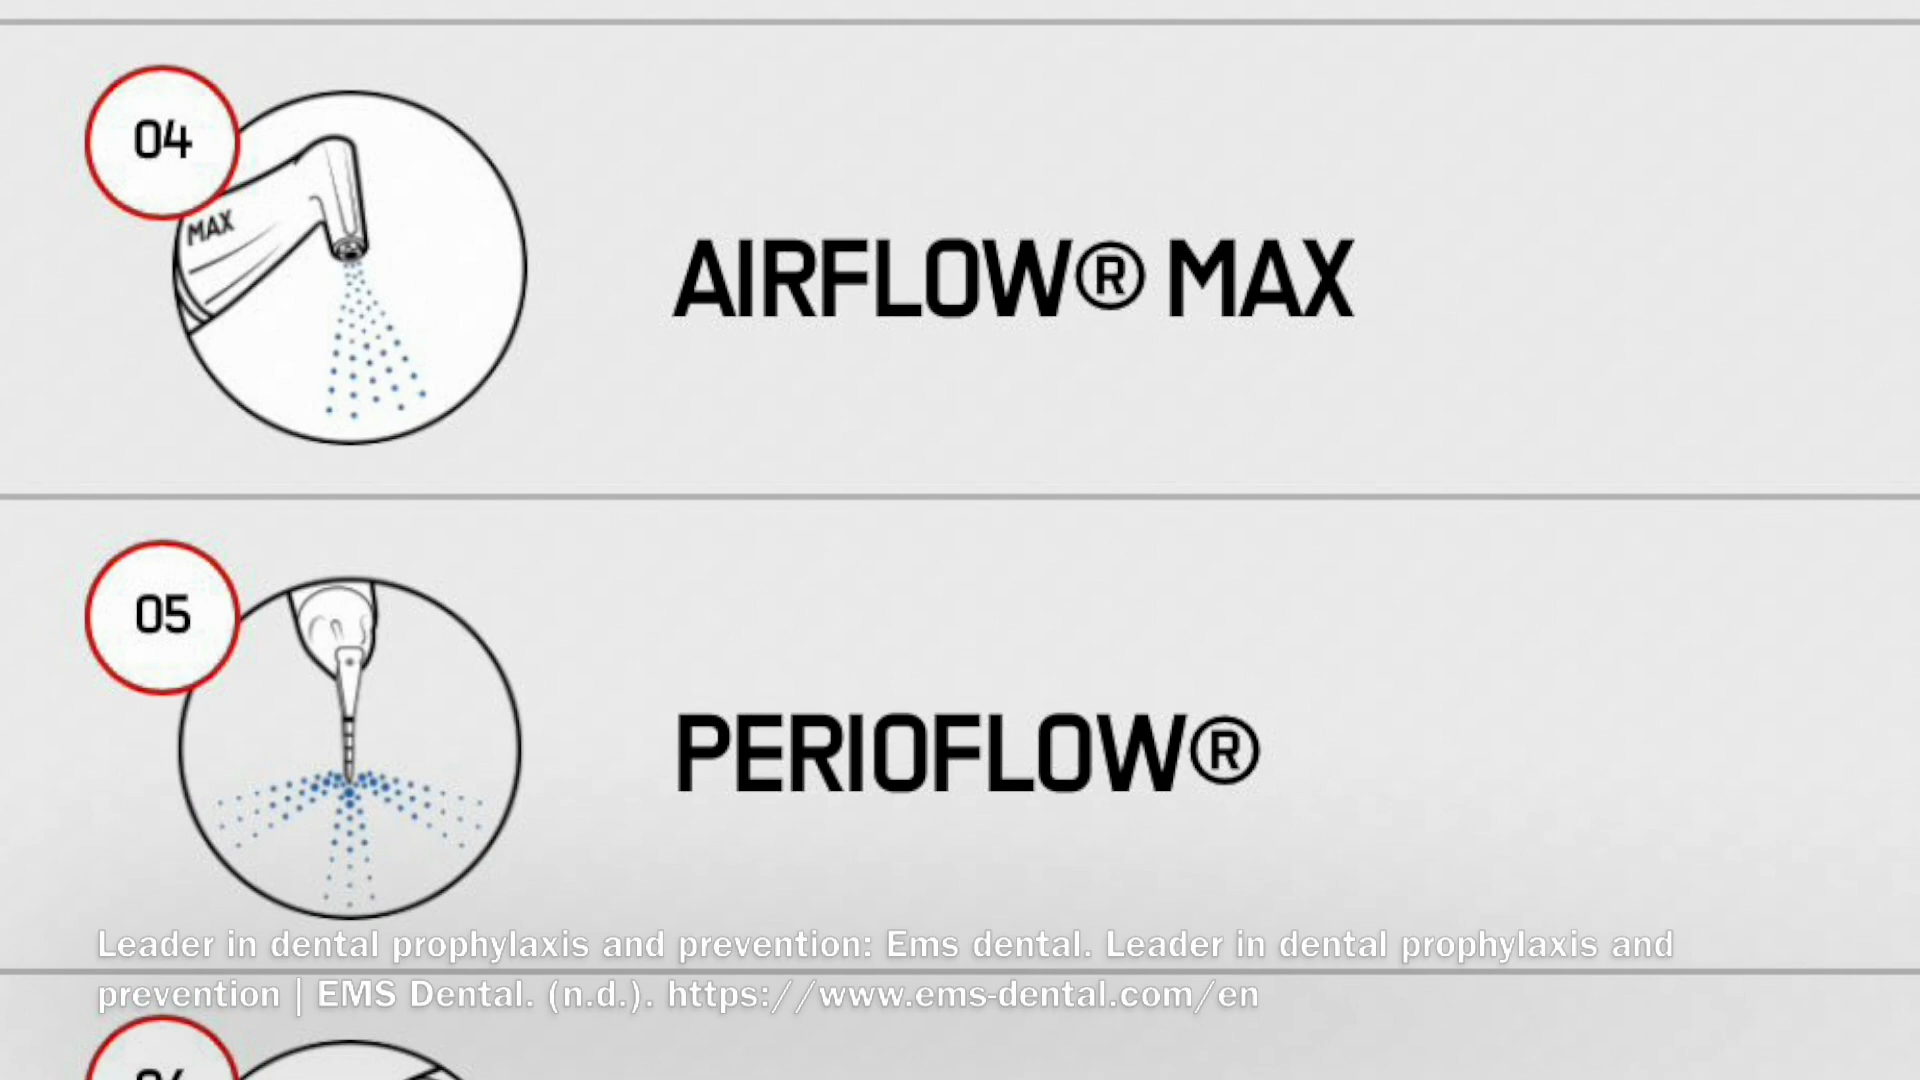 04
MAX
AIRFLOW® MAX
05
PERIOFLOW®
Leader in dental prophylaxis and prevention: Ems dental. Leader in dental prophylaxis and
prevention | EMS Dental. (n.d.). https://www.ems-dental.com/en